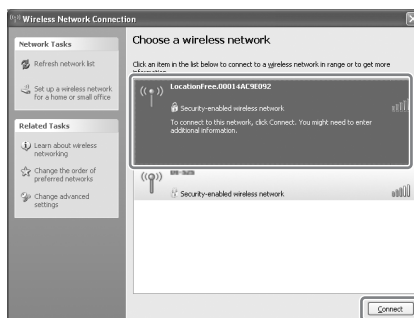 Wireless Network Connection
Network Tasks
Refresh network list
Set up a wireless network
for a home or small office
Related Tasks
Learn about wireless
networking
Change the order of
preferred networks
Change advanced
settings
Choose a wireless network
Click an item in the list below to connect to a wireless network in range or to get more
information.
LocationFree.00014AC9E092
Security-enabled wireless network
To connect to this network, click Connect. You might need to enter
additional information.
Security-enabled wireless network
Connect